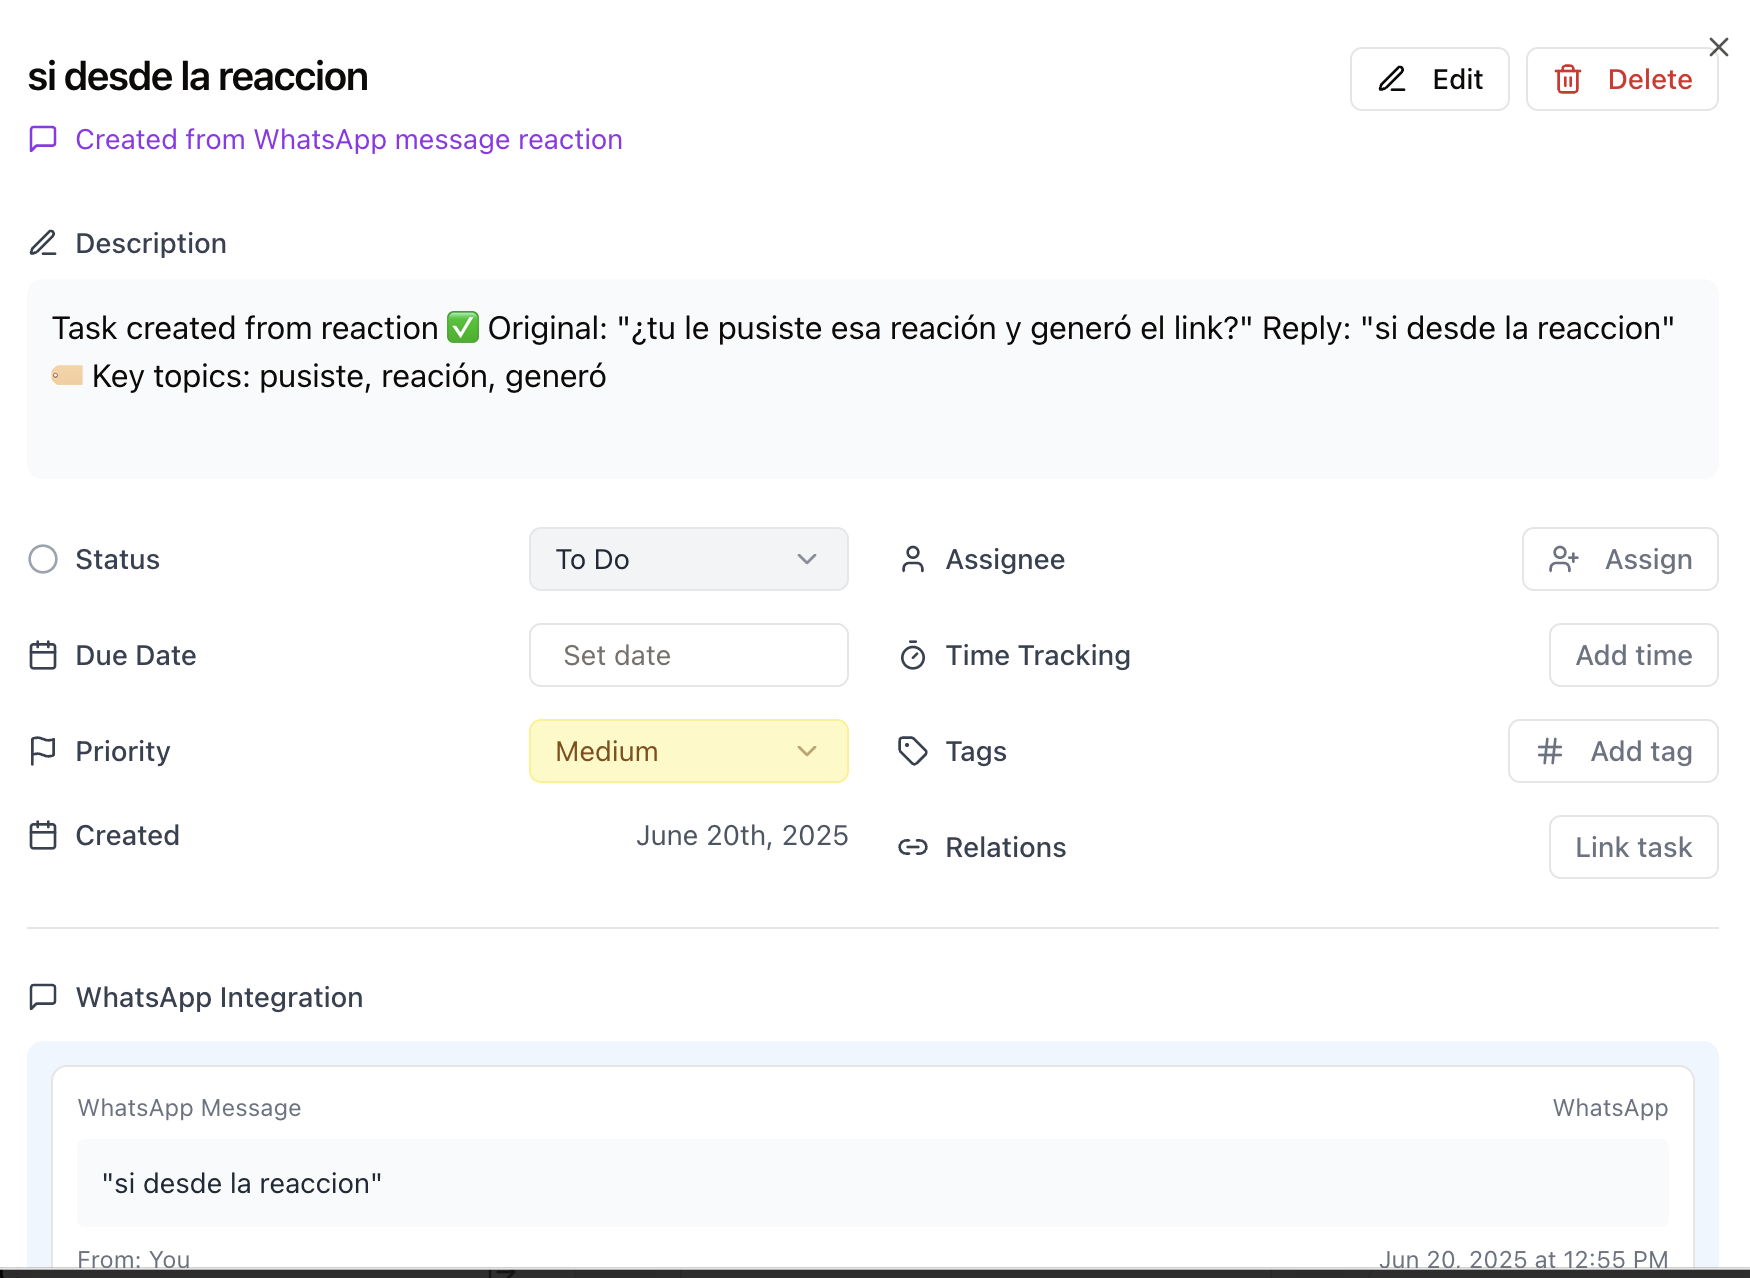 si desde la reaccion
Edit
Delete
Created from WhatsApp message reaction
Description
Task created from reaction ✅ Original: "¿tu le pusiste esa reación y generó el link?" Reply: "si desde la reaccion"
🏷️ Key topics: pusiste, reación, generó
Status
To Do
Assignee
Assign
Due Date
Set date
Time Tracking
Add time
Priority
Medium
Tags
# Add tag
Created
June 20th, 2025
Relations
Link task
WhatsApp Integration
WhatsApp Message
WhatsApp
"si desde la reaccion"
From: You
Jun 20, 2025 at 12:55 PM